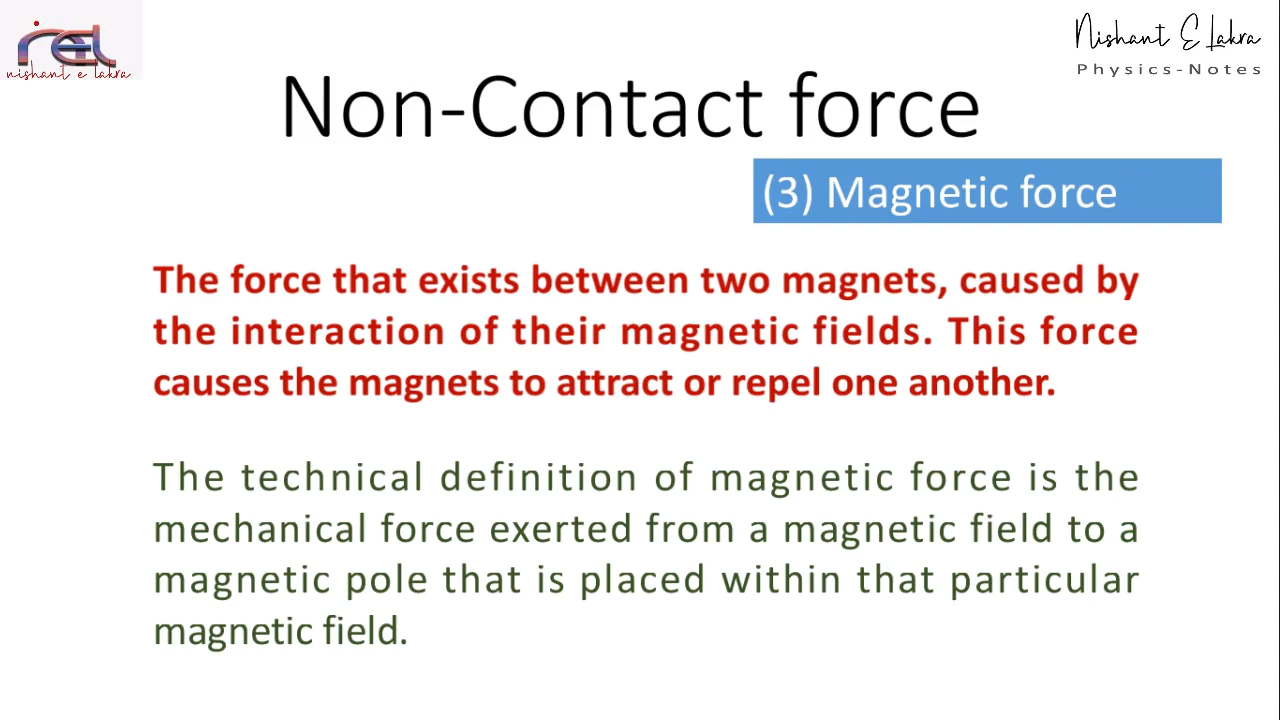 nishant e lakra
Nishant E Lakra
Physics-Notes
Non-Contact force
(3) Magnetic force
The force that exists between two magnets, caused by
the interaction of their magnetic fields. This force
causes the magnets to attract or repel one another.
The technical definition of magnetic force is the
mechanical force exerted from a magnetic field to a
magnetic pole that is placed within that particular
magnetic field.